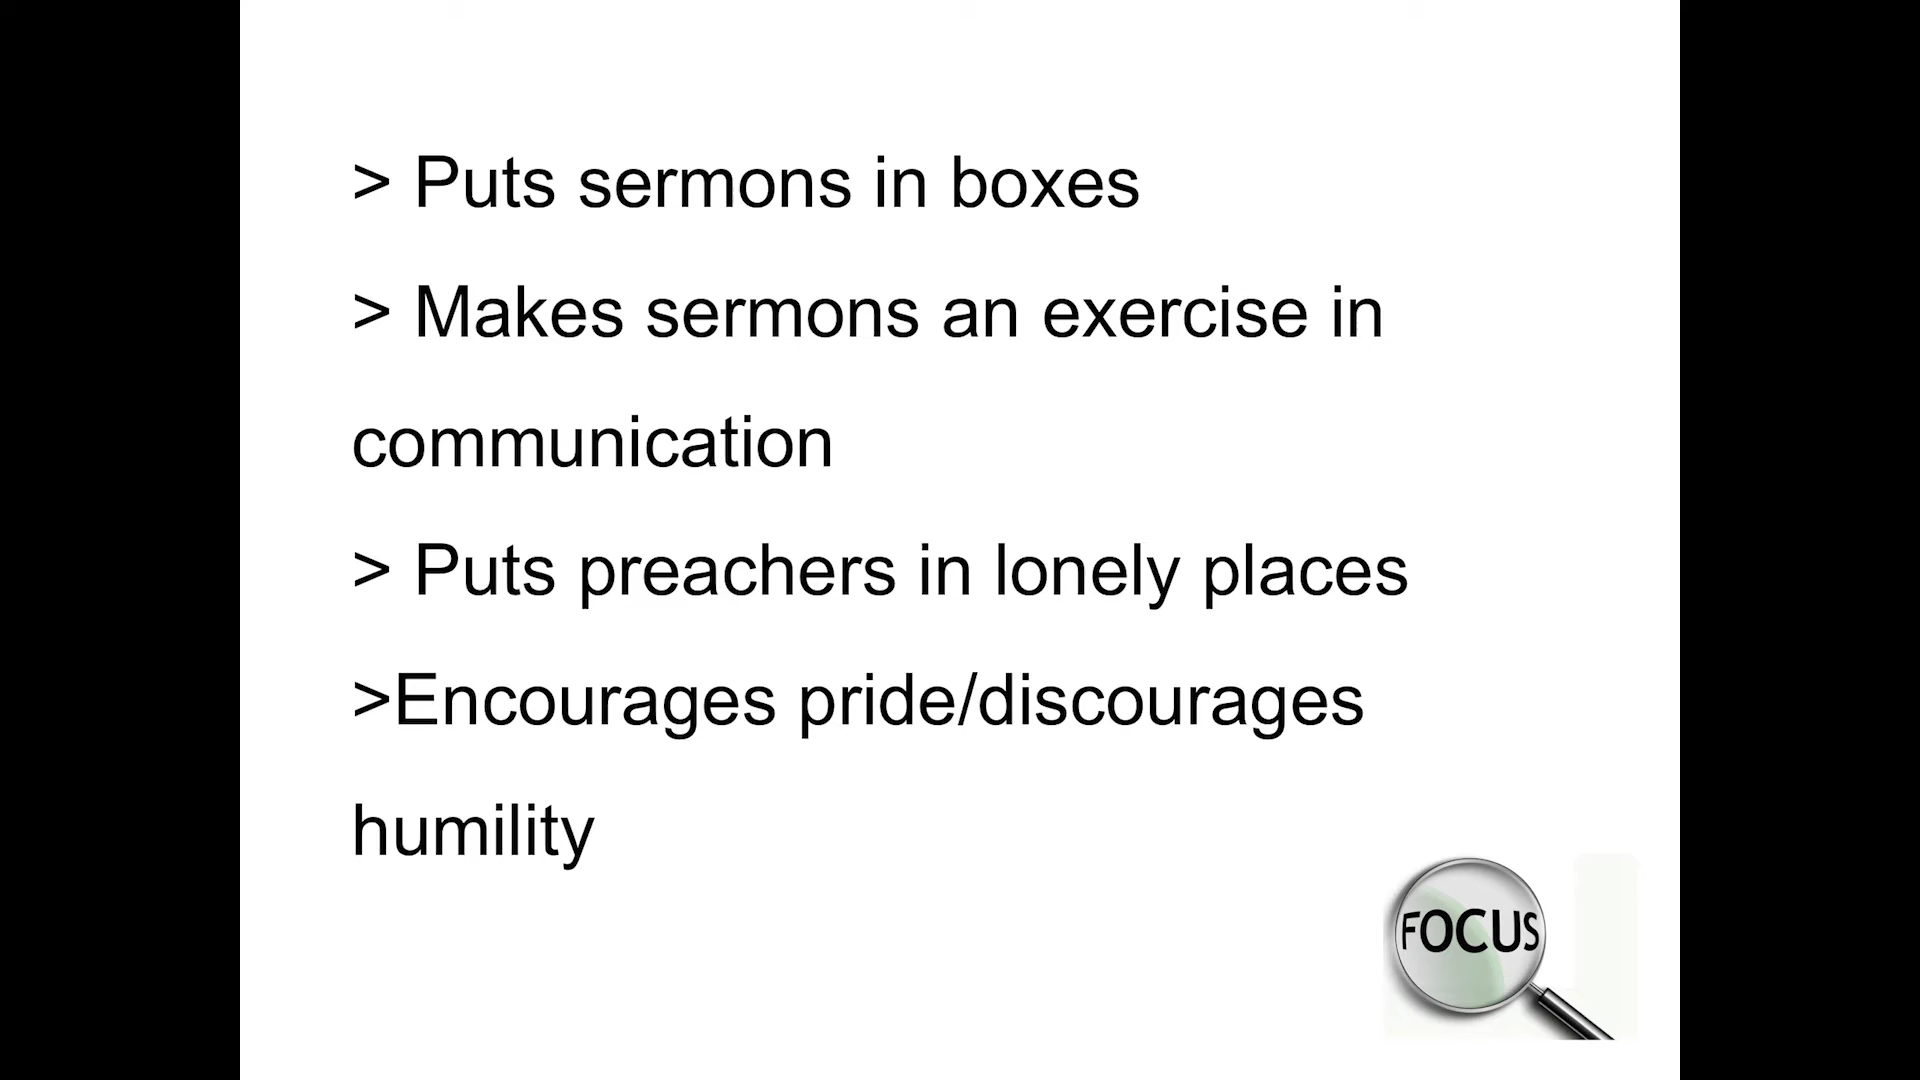 > Puts sermons in boxes
> Makes sermons an exercise in
communication
> Puts preachers in lonely places
>Encourages pride/discourages
humility
FOCUS